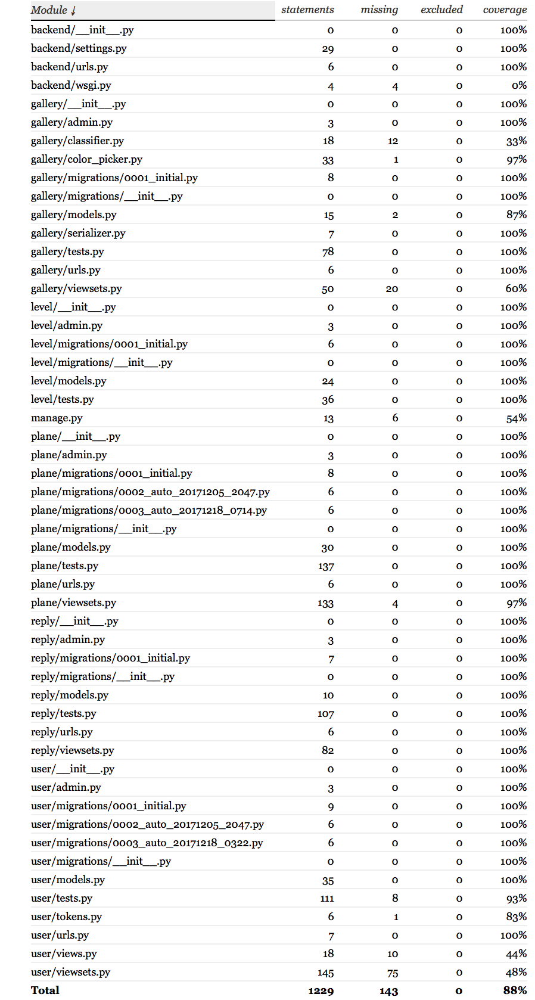 Module ↓ statements missing excluded coverage
backend/__init__.py 0 0 0 100%
backend/settings.py 29 0 0 100%
backend/urls.py 6 0 0 100%
backend/wsgi.py 4 4 0 0%
gallery/__init__.py 0 0 0 100%
gallery/admin.py 3 0 0 100%
gallery/classifier.py 18 12 0 33%
gallery/color_picker.py 33 1 0 97%
gallery/migrations/0001_initial.py 8 0 0 100%
gallery/migrations/__init__.py 0 0 0 100%
gallery/models.py 15 2 0 87%
gallery/serializer.py 7 0 0 100%
gallery/tests.py 78 0 0 100%
gallery/urls.py 6 0 0 100%
gallery/viewsets.py 50 20 0 60%
level/__init__.py 0 0 0 100%
level/admin.py 3 0 0 100%
level/migrations/0001_initial.py 6 0 0 100%
level/migrations/__init__.py 0 0 0 100%
level/models.py 24 0 0 100%
level/tests.py 36 0 0 100%
manage.py 13 6 0 54%
plane/__init__.py 0 0 0 100%
plane/admin.py 3 0 0 100%
plane/migrations/0001_initial.py 8 0 0 100%
plane/migrations/0002_auto_20171205_2047.py 6 0 0 100%
plane/migrations/0003_auto_20171218_0714.py 6 0 0 100%
plane/migrations/__init__.py 0 0 0 100%
plane/models.py 30 0 0 100%
plane/tests.py 137 0 0 100%
plane/urls.py 6 0 0 100%
plane/viewsets.py 133 4 0 97%
reply/__init__.py 0 0 0 100%
reply/admin.py 3 0 0 100%
reply/migrations/0001_initial.py 7 0 0 100%
reply/migrations/__init__.py 0 0 0 100%
reply/models.py 10 0 0 100%
reply/tests.py 107 0 0 100%
reply/urls.py 6 0 0 100%
reply/viewsets.py 82 0 0 100%
user/__init__.py 0 0 0 100%
user/admin.py 3 0 0 100%
user/migrations/0001_initial.py 9 0 0 100%
user/migrations/0002_auto_20171205_2047.py 6 0 0 100%
user/migrations/0003_auto_20171218_0322.py 6 0 0 100%
user/migrations/__init__.py 0 0 0 100%
user/models.py 35 0 0 100%
user/tests.py 111 8 0 93%
user/tokens.py 6 1 0 83%
user/urls.py 7 0 0 100%
user/views.py 18 10 0 44%
user/viewsets.py 145 75 0 48%
Total 1229 143 0 88%